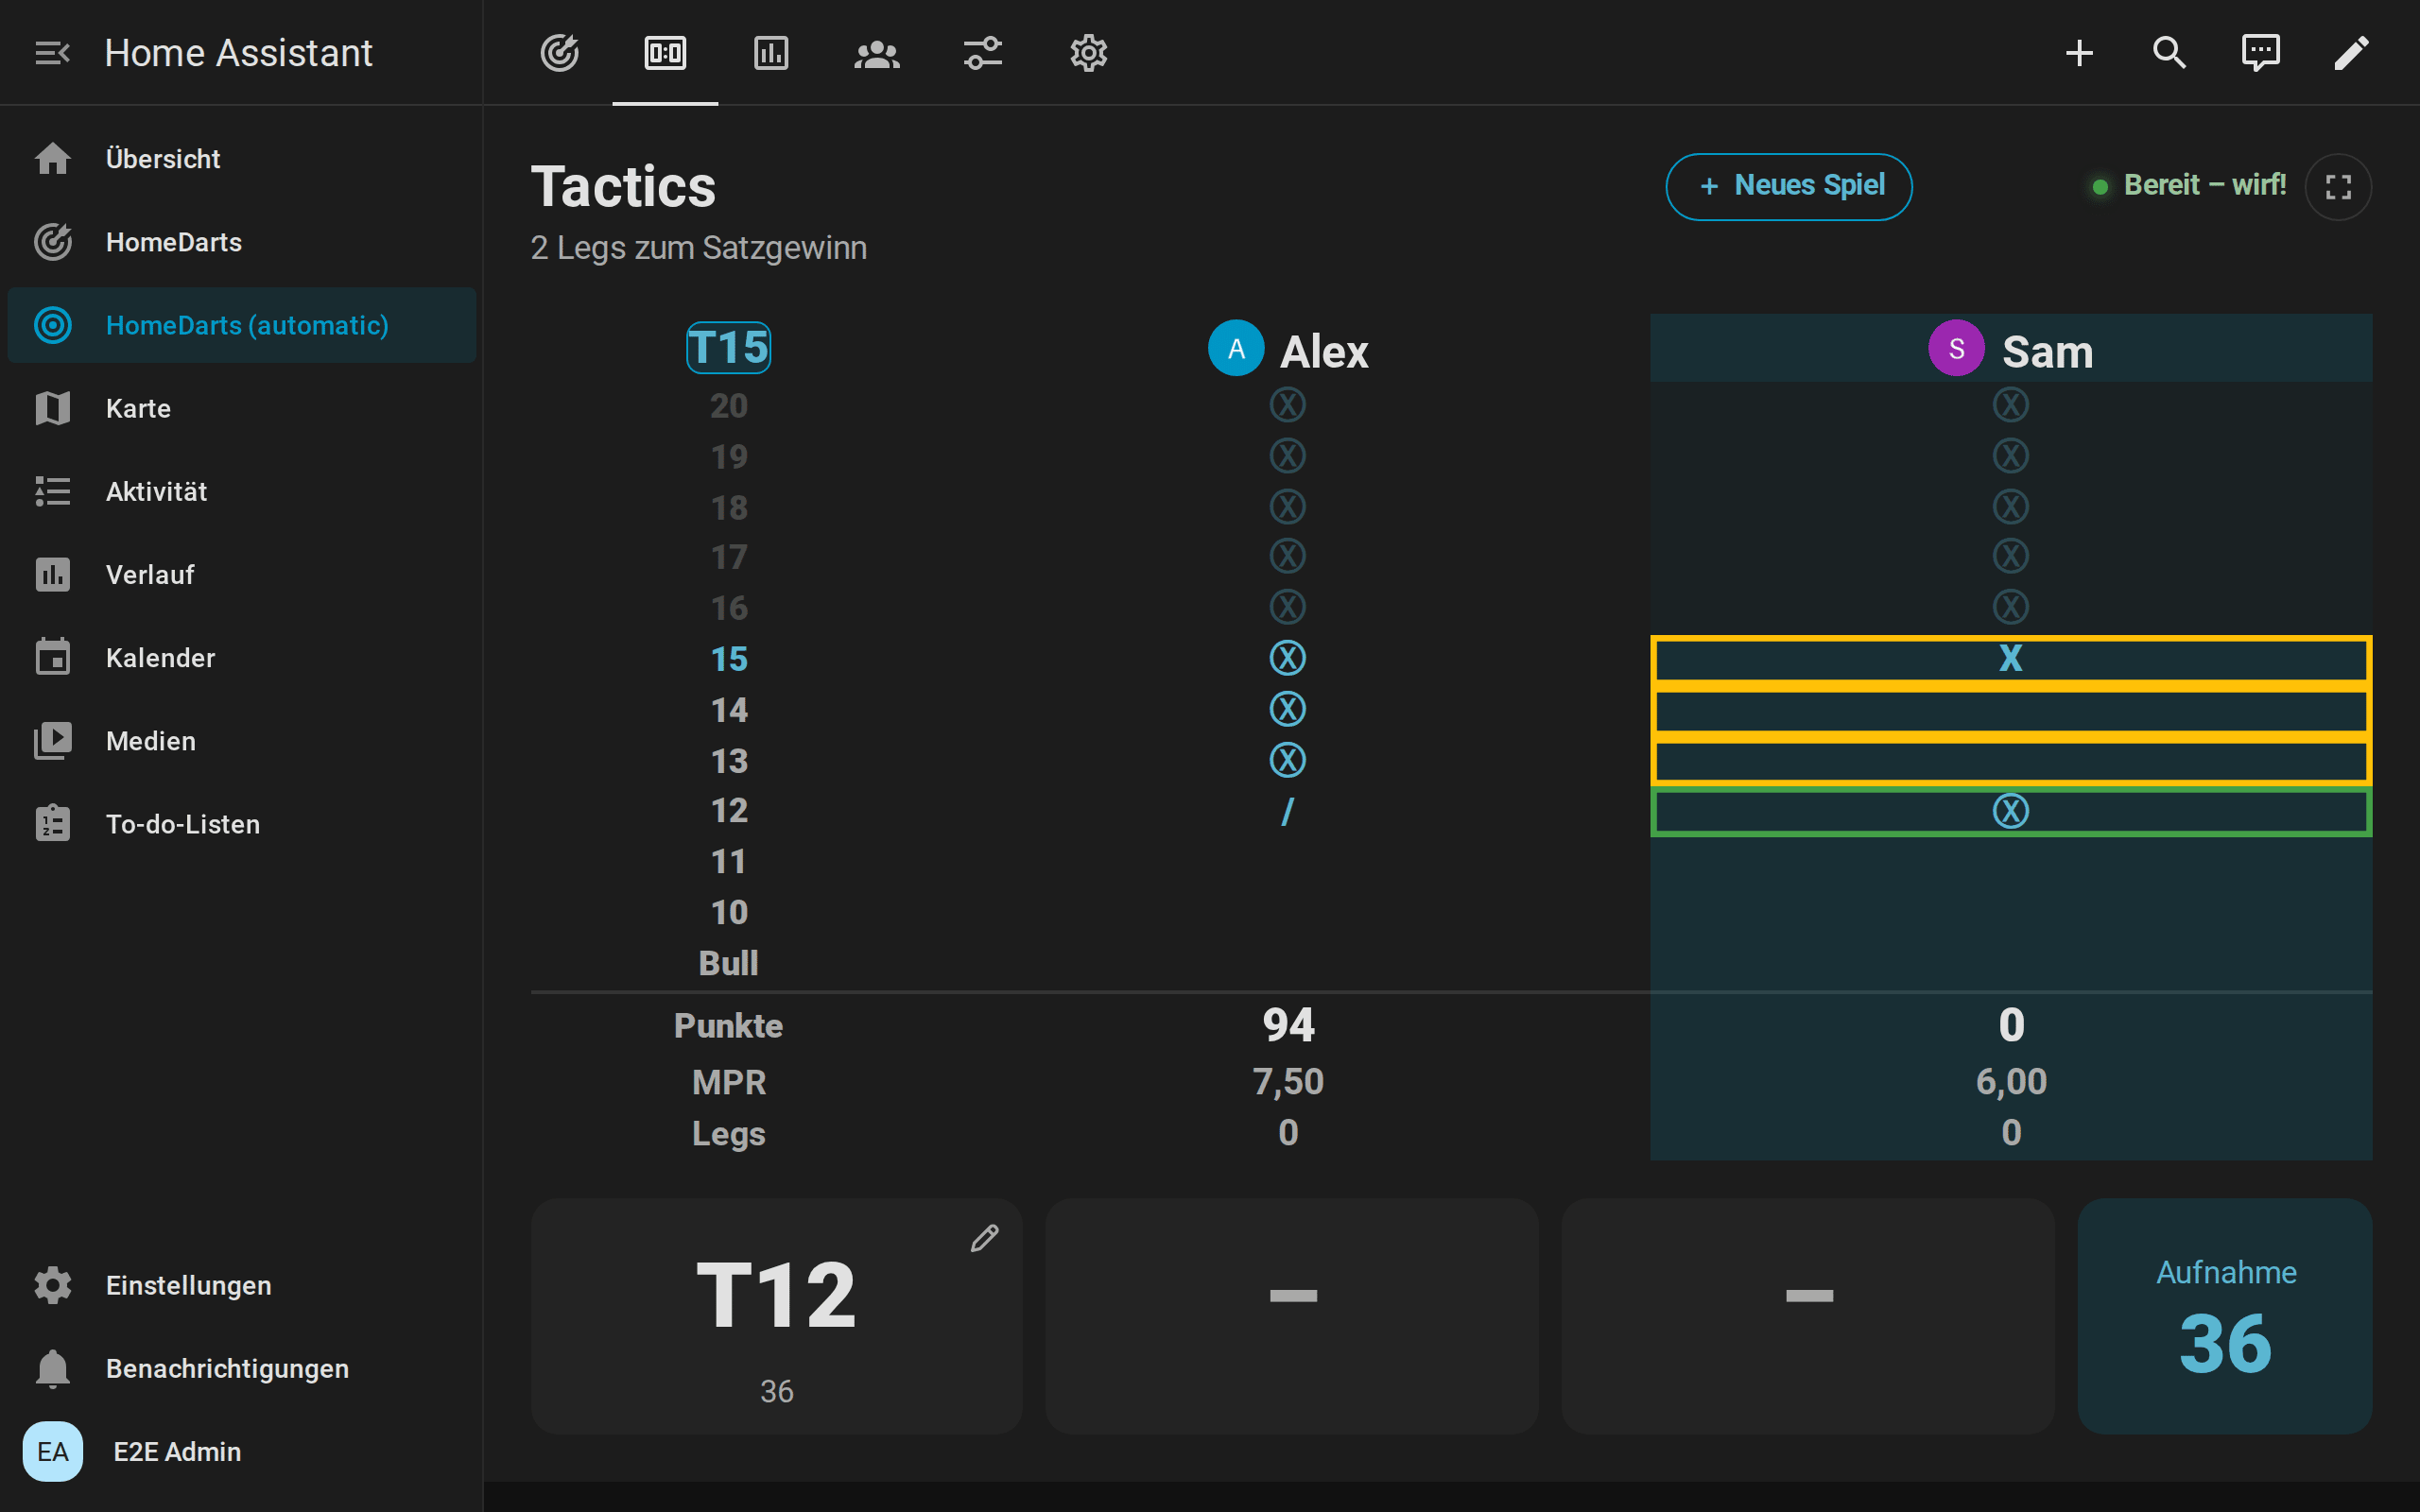 Home Assistant
Übersicht
HomeDarts
HomeDarts (automatic)
Karte
Aktivität
Verlauf
Kalender
Medien
To-do-Listen
Einstellungen
Benachrichtigungen
EA E2E Admin
Tactics
2 Legs zum Satzgewinn
+ Neues Spiel
Bereit – wirf!
T15 A Alex S Sam
20 X X
19 X X
18 X X
17 X X
16 X X
15 X X
14 X
13 X
12 / X
11
10
Bull
Punkte 94 0
MPR 7,50 6,00
Legs 0 0
T12
36
–
–
Aufnahme
36